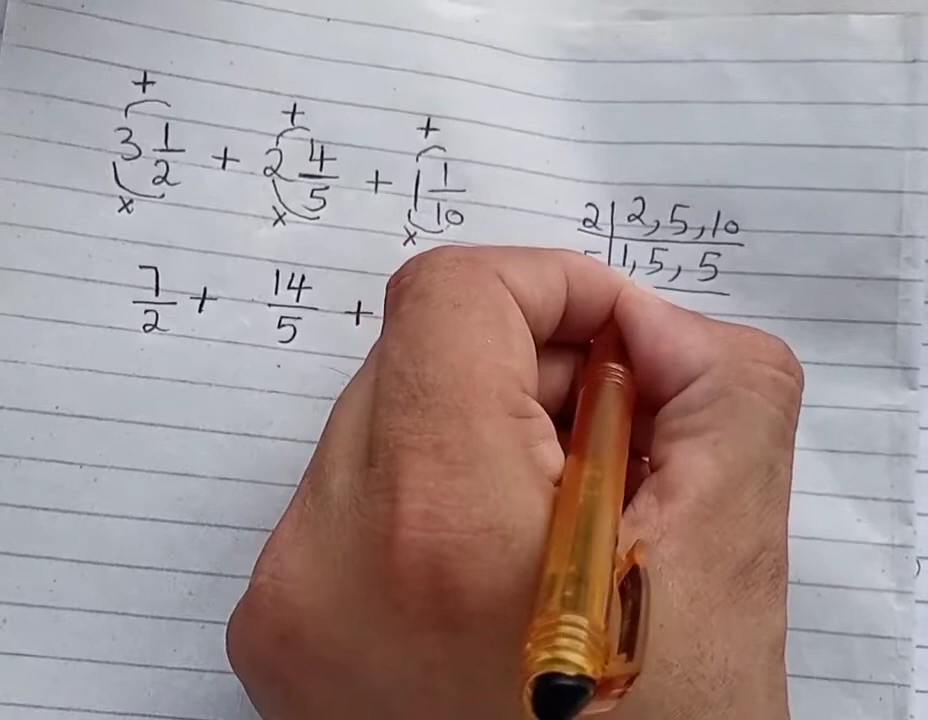 + + +
3 1/2 + 2 4/5 + 1 1/10
x x x
7/2 + 14/5 +
2 | 2, 5, 10
5 | 1, 5, 5